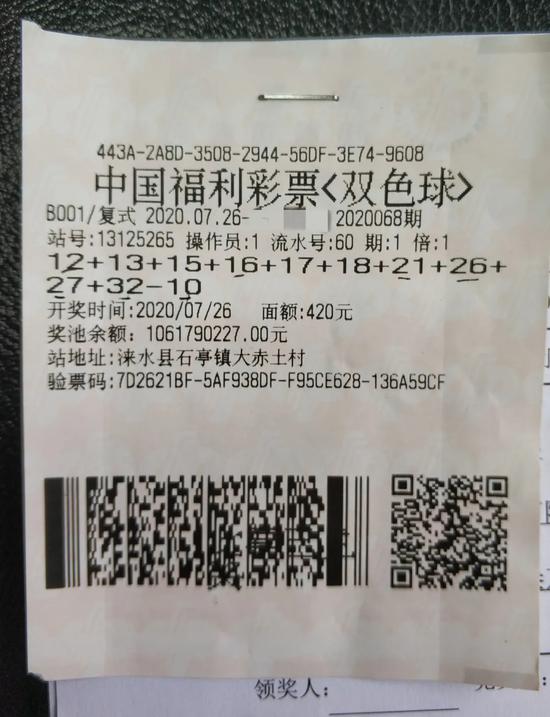 443A-2A8D-3508-2944-56DF-3E74-9608
中国福利彩票<双色球>
B001/复式 2020.07.26- 2020068期
站号:13125265 操作员:1 流水号:60 期:1 倍:1
12+13+15+16+17+18+21+26+
27+32-10
开奖时间:2020/07/26 面额:420元
奖池余额: 1061790227.00元
站地址:涞水县石亭镇大赤土村
验票码:7D2621BF-5AF938DF-F95CE628-136A59CF
领奖人: